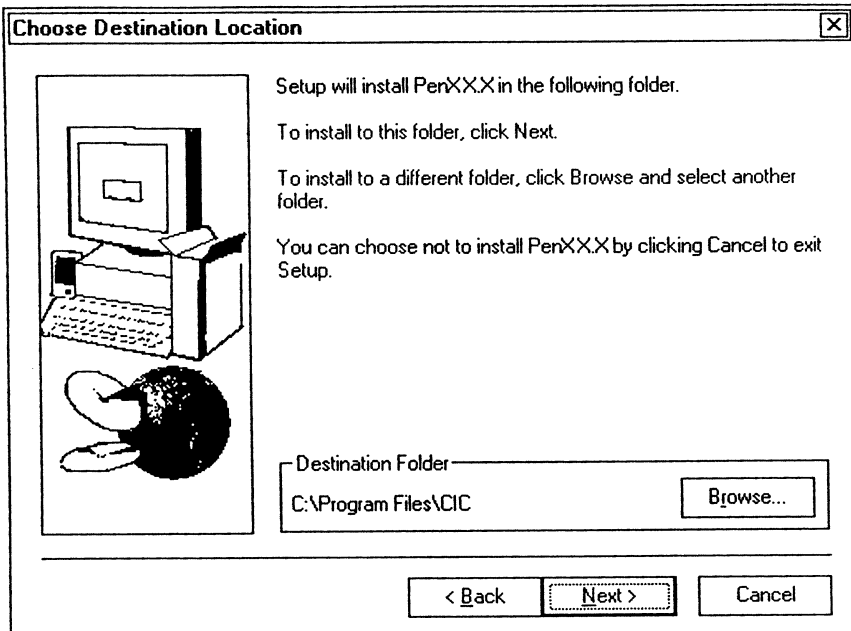 Choose Destination Location
Setup will install PenXX.X in the following folder.
To install to this folder, click Next.
To install to a different folder, click Browse and select another
folder.
You can choose not to install PenXX.X by clicking Cancel to exit
Setup.
Destination Folder
C:\Program Files\CIC
Browse...
< Back
Next >
Cancel